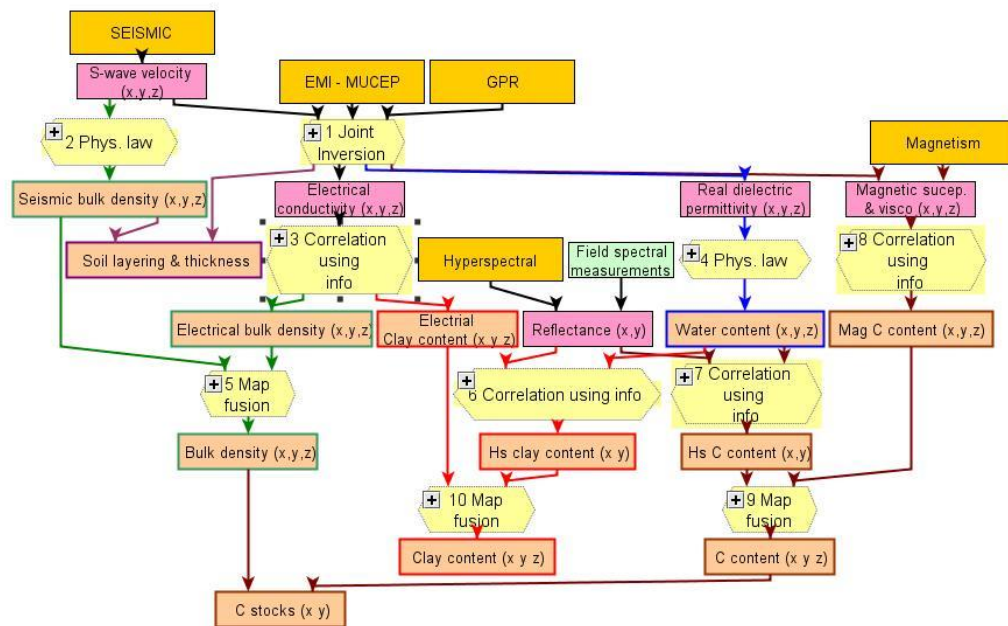 SEISMIC
S-wave velocity
(x,y,z)
EMI - MUCEP
GPR
2 Phys. law
1 Joint
Inversion
Magnetism
Seismic bulk density (x,y,z)
Electrical
conductivity (x,y,z)
Real dielectric
permittivity (x,y,z)
Magnetic sucep.
& visco (x,y,z)
Soil layering & thickness
3 Correlation
using
info
Hyperspectral
Field spectral
measurements
4 Phys. law
8 Correlation
using
info
Electrical bulk density (x,y,z)
Electrial
Clay content (x y z)
Reflectance (x,y)
Water content (x,y,z)
Mag C content (x,y,z)
5 Map
fusion
6 Correlation using info
7 Correlation
using
info
Bulk density (x,y,z)
Hs clay content (x y)
Hs C content (x,y)
10 Map
fusion
9 Map
fusion
Clay content (x y z)
C content (x y z)
C stocks (x y)